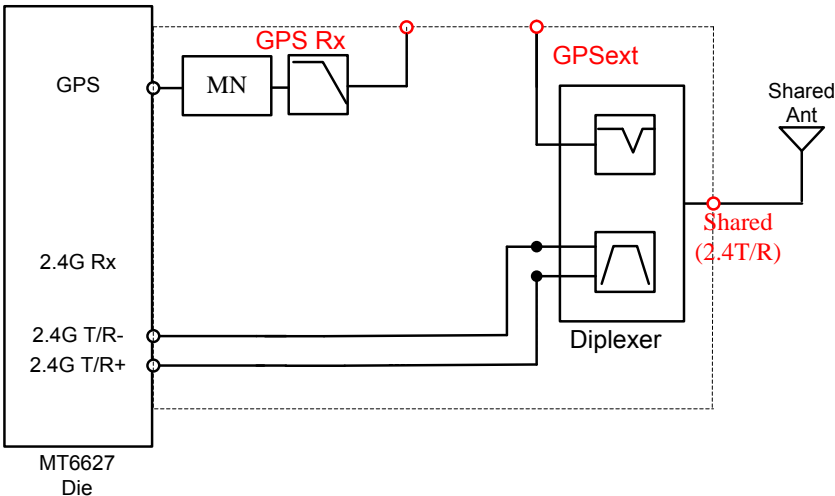 GPS Rx
GPSext
GPS
MN
Shared
Ant
Shared
(2.4T/R)
2.4G Rx
2.4G T/R-
2.4G T/R+
Diplexer
MT6627
Die